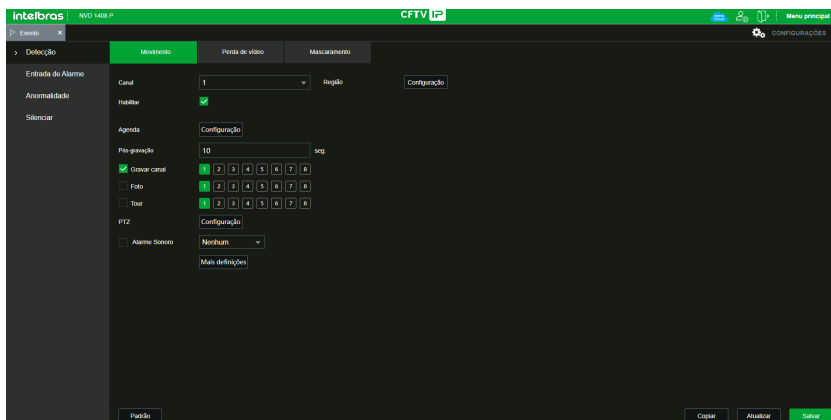 intelbras NVD 1408 P CFTV IP Menu principal
Evento × CONFIGURAÇÕES
> Detecção Movimento Perda de vídeo Mascaramento
Entrada de Alarme
Anormalidade
Silenciar
Canal 1 Região Configuração
Habilitar
Agenda Configuração
Pós-gravação 10 seg.
Gravar canal 1 2 3 4 5 6 7 8
Foto 1 2 3 4 5 6 7 8
Tour 1 2 3 4 5 6 7 8
PTZ Configuração
Alarme Sonoro Nenhum
Mais definições
Padrão Copiar Atualizar Salvar